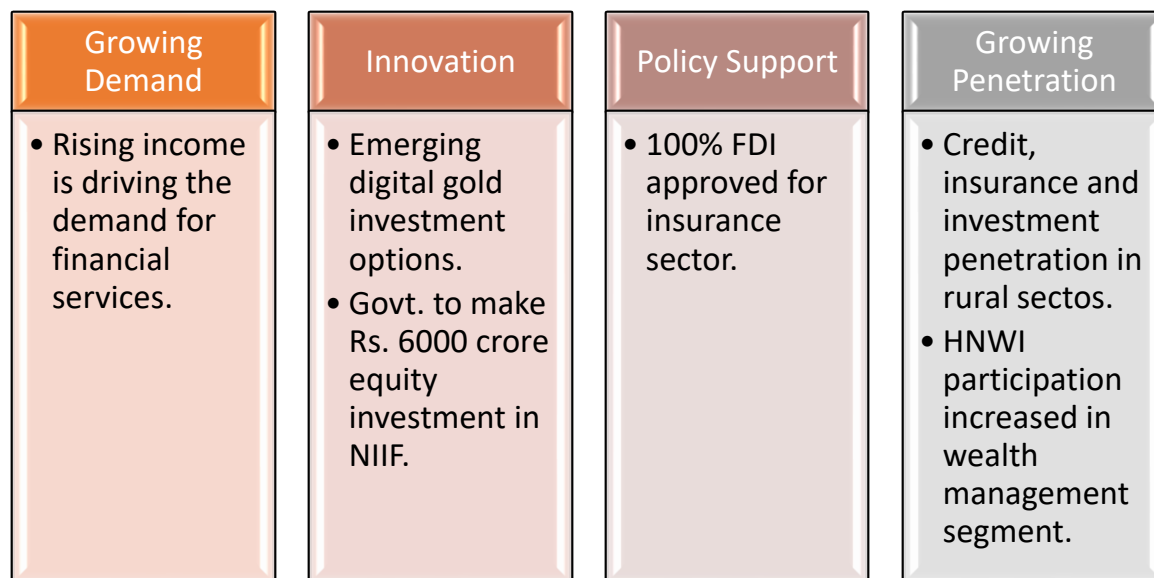 Growing
Demand
• Rising income
is driving the
demand for
financial
services.
Innovation
• Emerging
digital gold
investment
options.
• Govt. to make
Rs. 6000 crore
equity
investment in
NIIF.
Policy Support
• 100% FDI
approved for
insurance
sector.
Growing
Penetration
• Credit,
insurance and
investment
penetration in
rural sectos.
• HNWI
participation
increased in
wealth
management
segment.